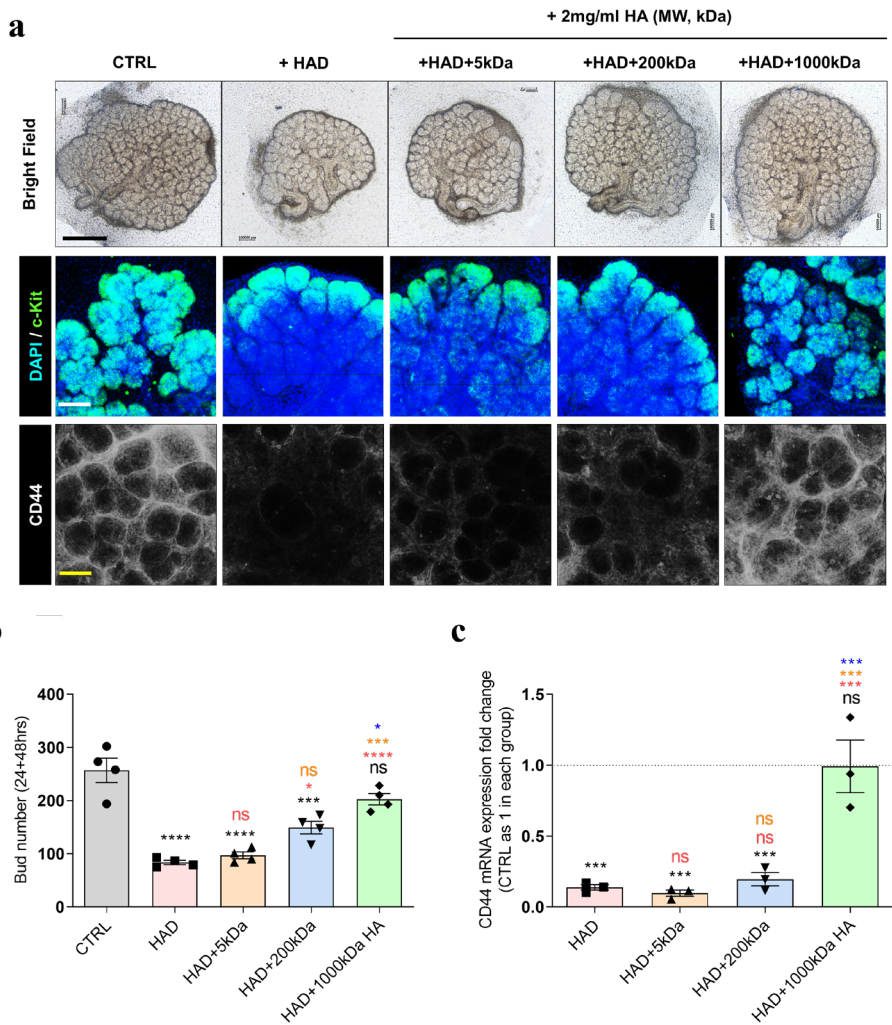 a
+ 2mg/ml HA (MW, kDa)
CTRL
+ HAD
+HAD+5kDa
+HAD+200kDa
+HAD+1000kDa
Bright Field
DAPI / c-Kit
CD44
Bud number (24+48hrs)
400
300
200
100
0
****
ns
****
ns
*
***
*
***
****
ns
CTRL
HAD
HAD+5kDa
HAD+200kDa
HAD+1000kDa HA
c
CD44 mRNA expression fold change
(CTRL as 1 in each group)
1.5
1.0
0.5
0.0
***
ns
***
ns
ns
***
***
***
***
ns
HAD
HAD+5kDa
HAD+200kDa
HAD+1000kDa HA